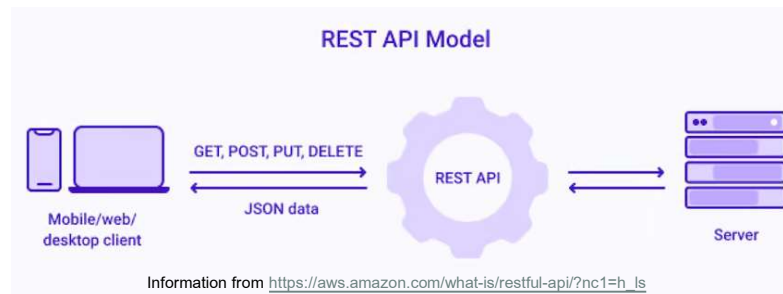 REST API Model
GET, POST, PUT, DELETE
REST API
JSON data
Mobile/web/
desktop client
Server
Information from https://aws.amazon.com/what-is/restful-api/?nc1=h_ls